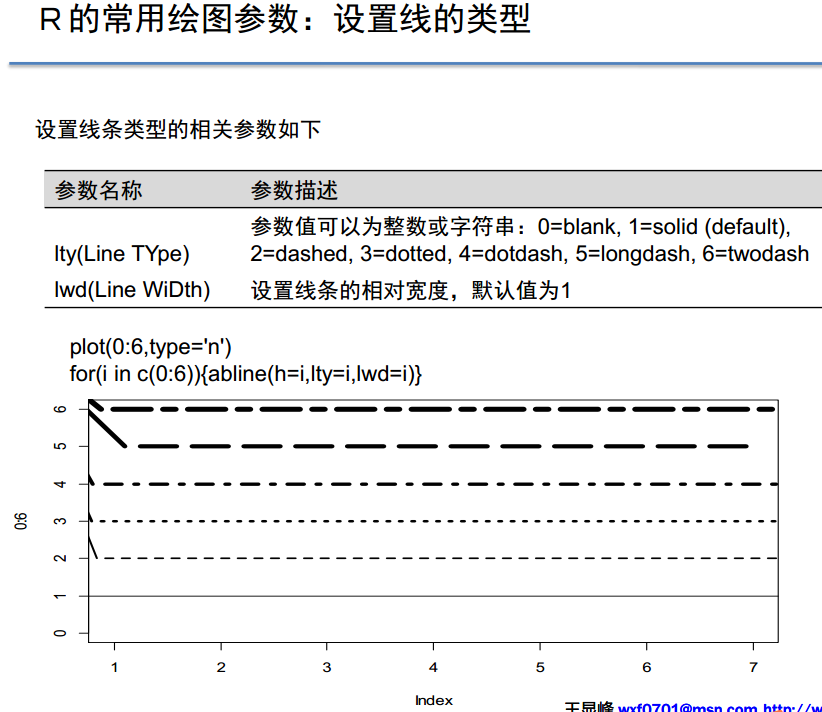 R 的常用绘图参数：设置线的类型
设置线条类型的相关参数如下
参数名称 参数描述
参数值可以为整数或字符串：0=blank, 1=solid (default),
lty(Line TYpe) 2=dashed, 3=dotted, 4=dotdash, 5=longdash, 6=twodash
lwd(Line WiDth) 设置线条的相对宽度，默认值为1
plot(0:6,type='n')
for(i in c(0:6)){abline(h=i,lty=i,lwd=i)}
6
5
4
3
2
1
0
0:6
1 2 3 4 5 6 7
Index
王显峰 wxf0701@msn.com http://w